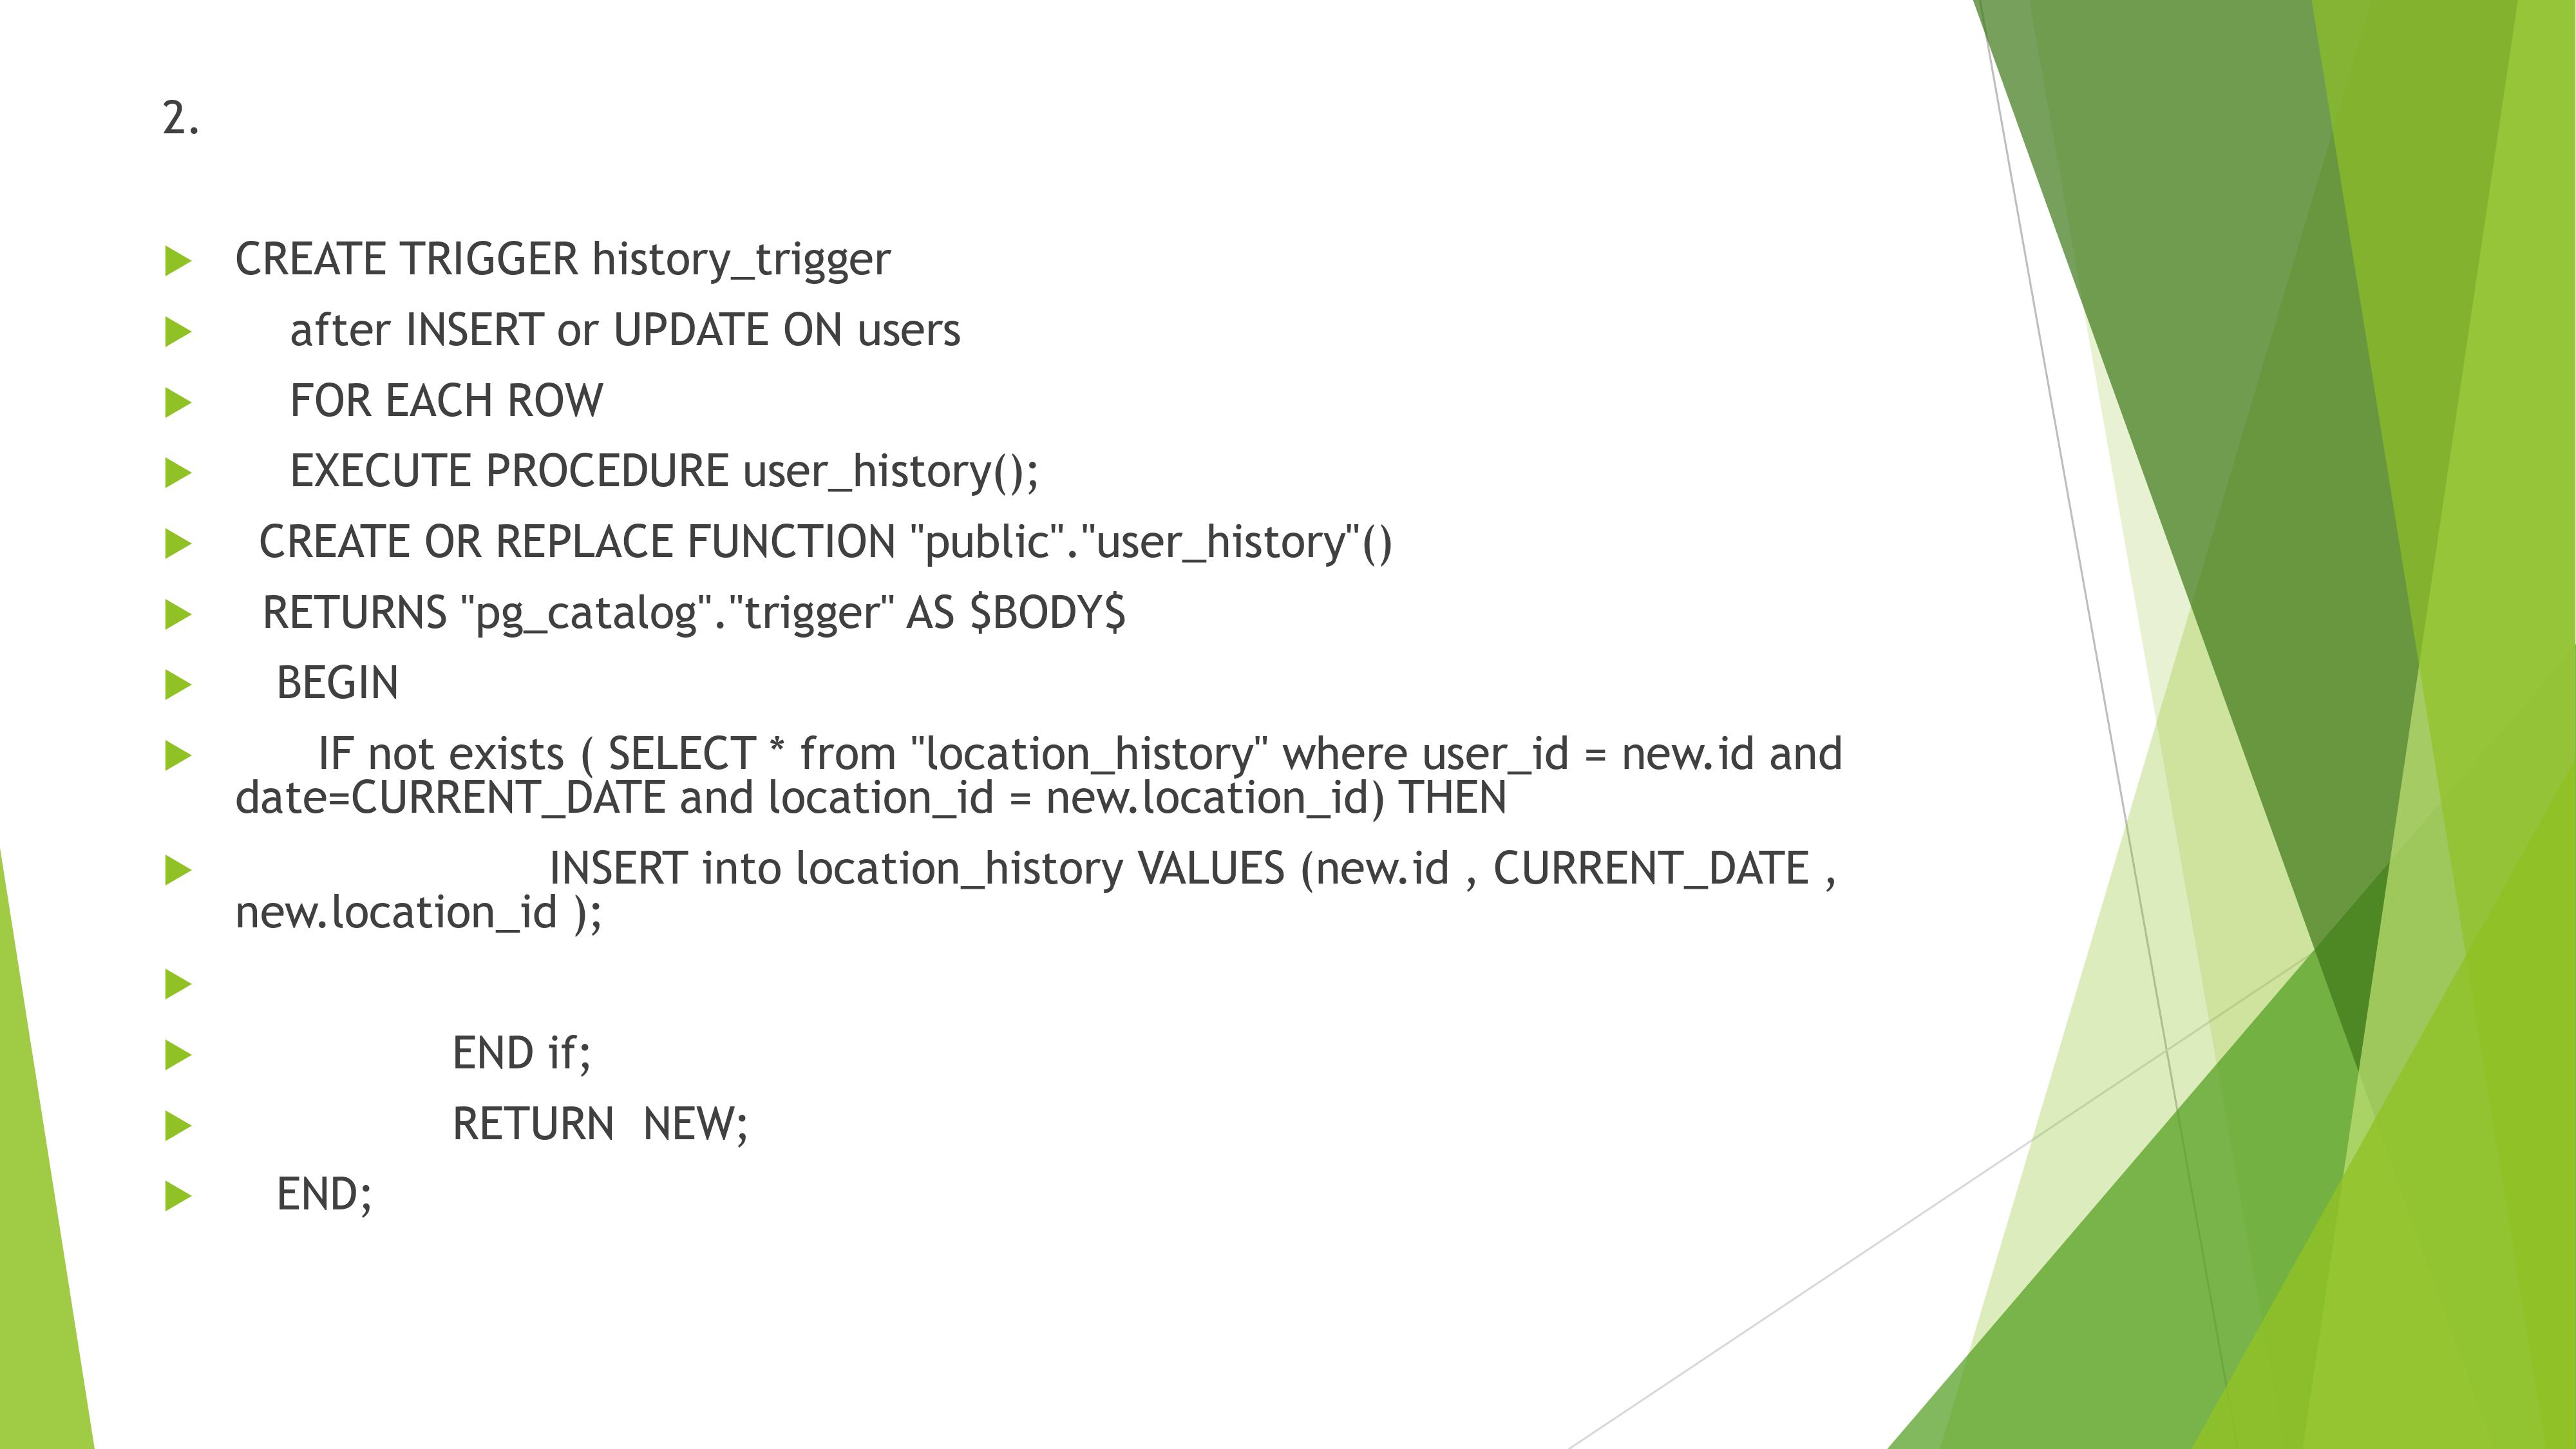 2.
CREATE TRIGGER history_trigger
after INSERT or UPDATE ON users
FOR EACH ROW
EXECUTE PROCEDURE user_history();
CREATE OR REPLACE FUNCTION "public"."user_history"()
RETURNS "pg_catalog"."trigger" AS $BODY$
BEGIN
IF not exists ( SELECT * from "location_history" where user_id = new.id and
date=CURRENT_DATE and location_id = new.location_id) THEN
INSERT into location_history VALUES (new.id , CURRENT_DATE ,
new.location_id );
END if;
RETURN  NEW;
END;